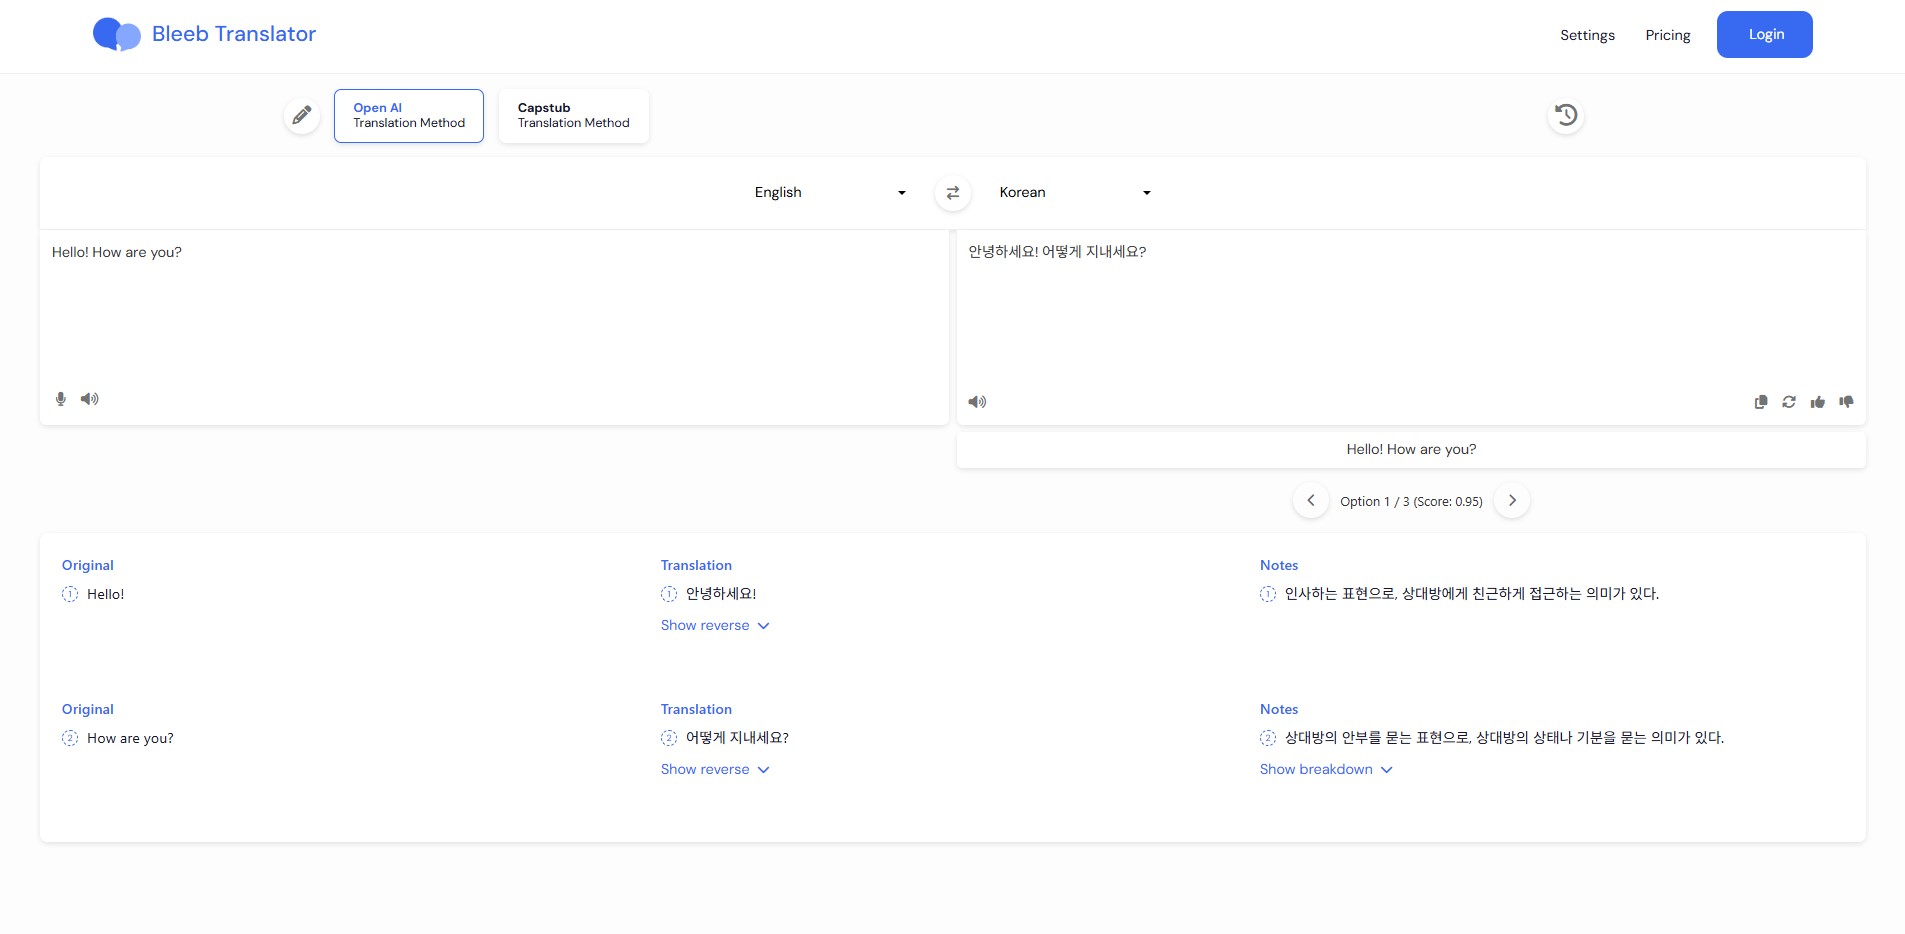 Bleeb Translator
Settings
Pricing
Login
Open AI
Translation Method
Capstub
Translation Method
English
Korean
Hello! How are you?
안녕하세요! 어떻게 지내세요?
Hello! How are you?
Option 1 / 3 (Score: 0.95)
Original
Translation
Notes
1 Hello!
1 안녕하세요!
1 인사하는 표현으로, 상대방에게 친근하게 접근하는 의미가 있다.
Show reverse
Original
Translation
Notes
2 How are you?
2 어떻게 지내세요?
2 상대방의 안부를 묻는 표현으로, 상대방의 상태나 기분을 묻는 의미가 있다.
Show reverse
Show breakdown